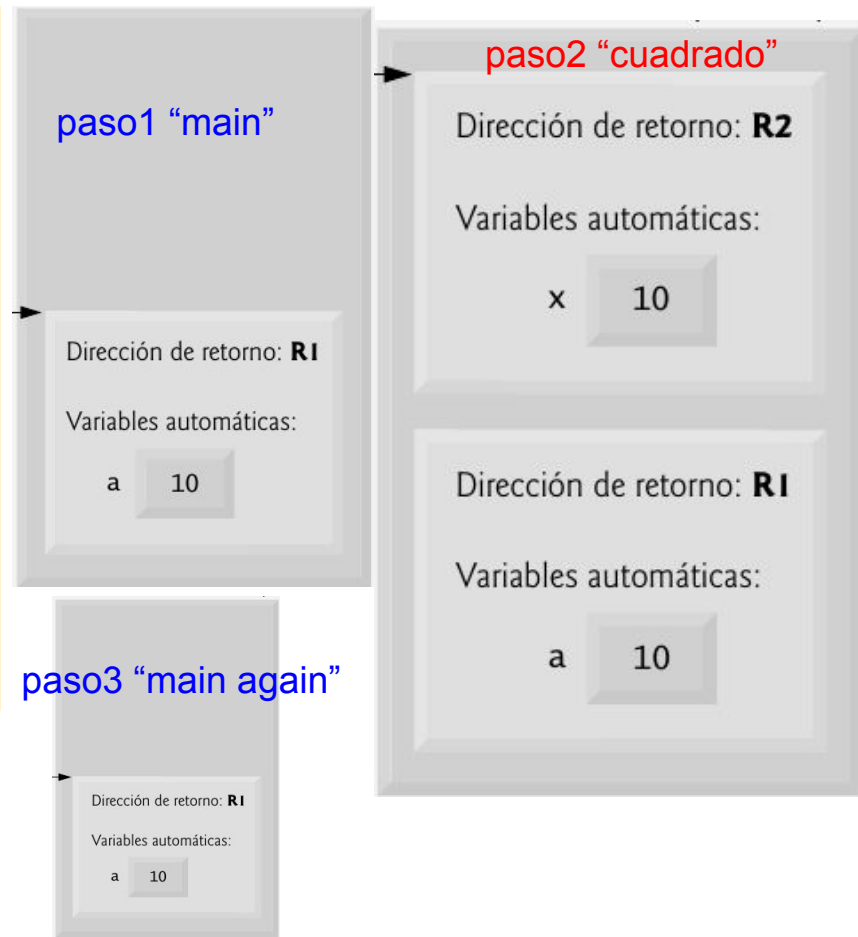 paso1 “main”
Dirección de retorno: R1
Variables automáticas:
a 10
paso2 “cuadrado”
Dirección de retorno: R2
Variables automáticas:
x 10
Dirección de retorno: R1
Variables automáticas:
a 10
paso3 “main again”
Dirección de retorno: R1
Variables automáticas:
a 10